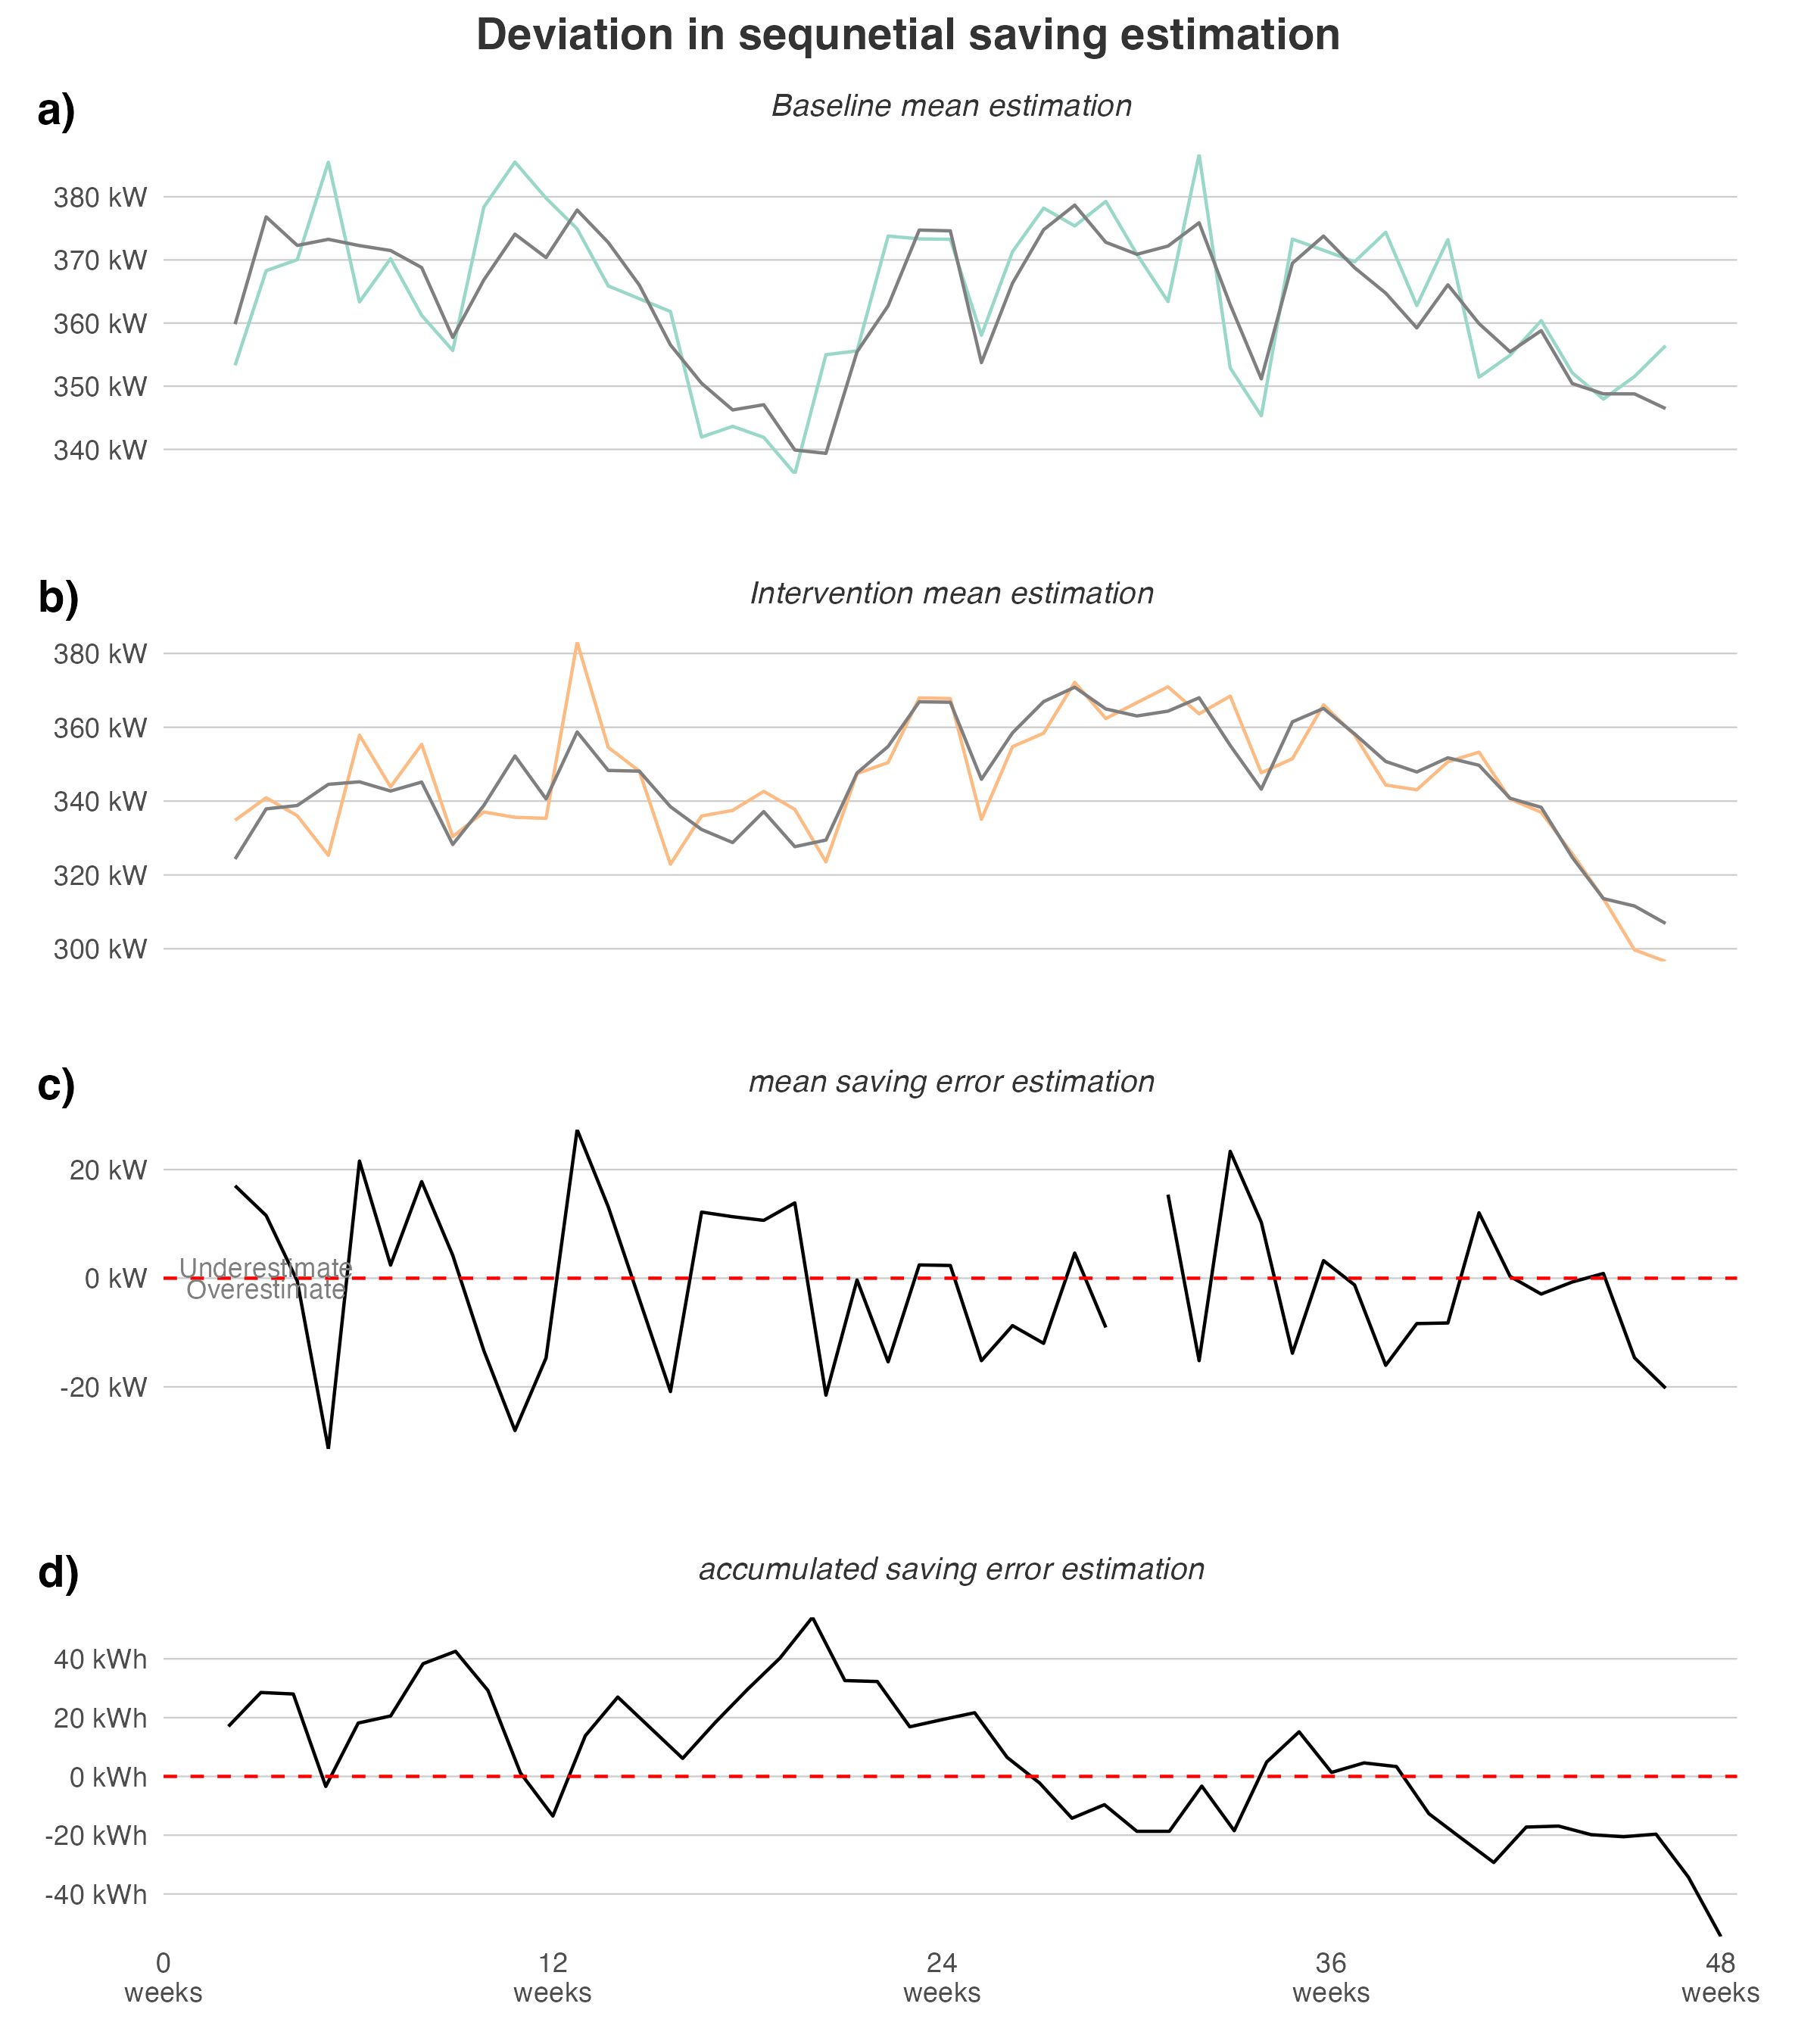 Deviation in sequnetial saving estimation
a)
Baseline mean estimation
380 kW
370 kW
360 kW
350 kW
340 kW
b)
Intervention mean estimation
380 kW
360 kW
340 kW
320 kW
300 kW
c)
mean saving error estimation
20 kW
Underestimate
0 kW
Overestimate
-20 kW
d)
accumulated saving error estimation
40 kWh
20 kWh
0 kWh
-20 kWh
-40 kWh
0 12 24 36 48
weeks weeks weeks weeks weeks